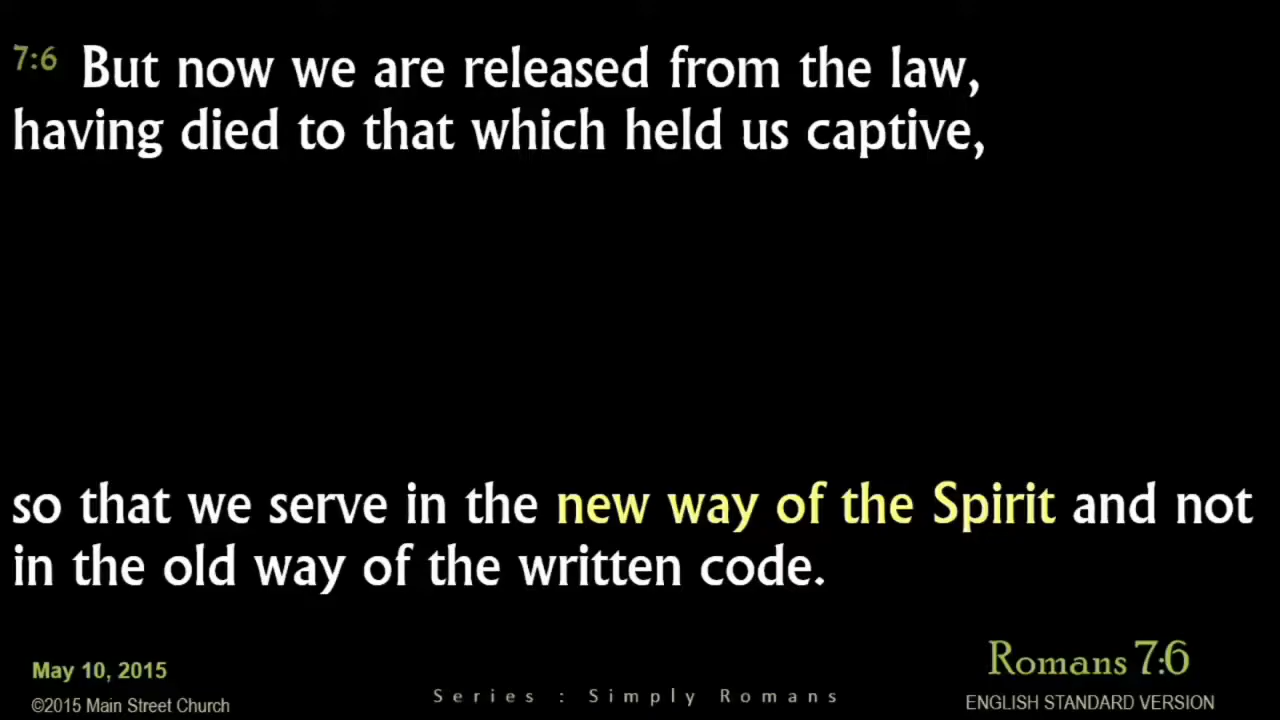 7:6 But now we are released from the law,
having died to that which held us captive,
so that we serve in the new way of the Spirit and not
in the old way of the written code.
May 10, 2015
©2015 Main Street Church
Series : Simply Romans
Romans 7:6
ENGLISH STANDARD VERSION